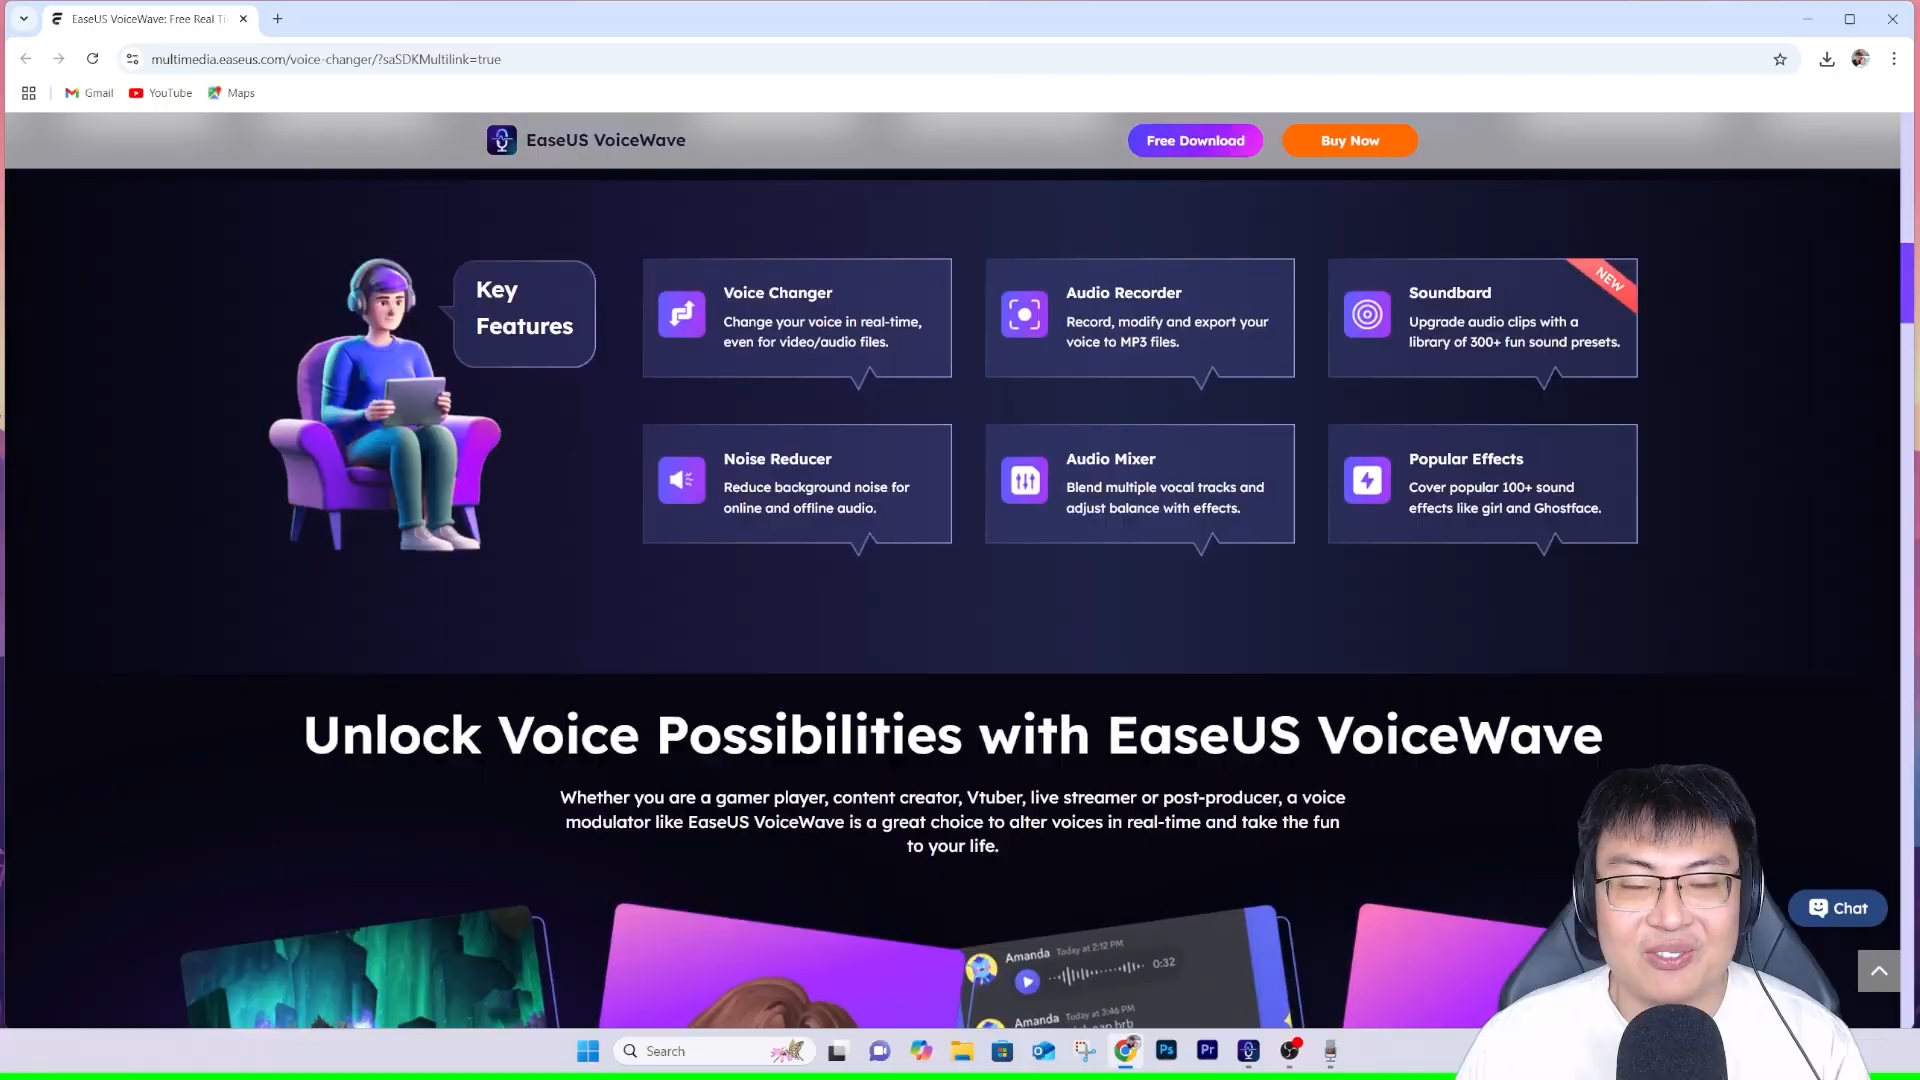 EaseUS VoiceWave: Free Real Ti
multimedia.easeus.com/voice-changer/?saSDKMultilink=true
Gmail
YouTube
Maps
EaseUS VoiceWave
Free Download
Buy Now
Key
Features
Voice Changer
Change your voice in real-time,
even for video/audio files.
Audio Recorder
Record, modify and export your
voice to MP3 files.
Soundbard
Upgrade audio clips with a
library of 300+ fun sound presets.
NEW
Noise Reducer
Reduce background noise for
online and offline audio.
Audio Mixer
Blend multiple vocal tracks and
adjust balance with effects.
Popular Effects
Cover popular 100+ sound
effects like girl and Ghostface.
Unlock Voice Possibilities with EaseUS VoiceWave
Whether you are a gamer player, content creator, Vtuber, live streamer or post-producer, a voice
modulator like EaseUS VoiceWave is a great choice to alter voices in real-time and take the fun
to your life.
Amanda Today at 2:12 PM
0:32
Amanda Today at 3:46 PM
Chat
Search
Ps
Pr